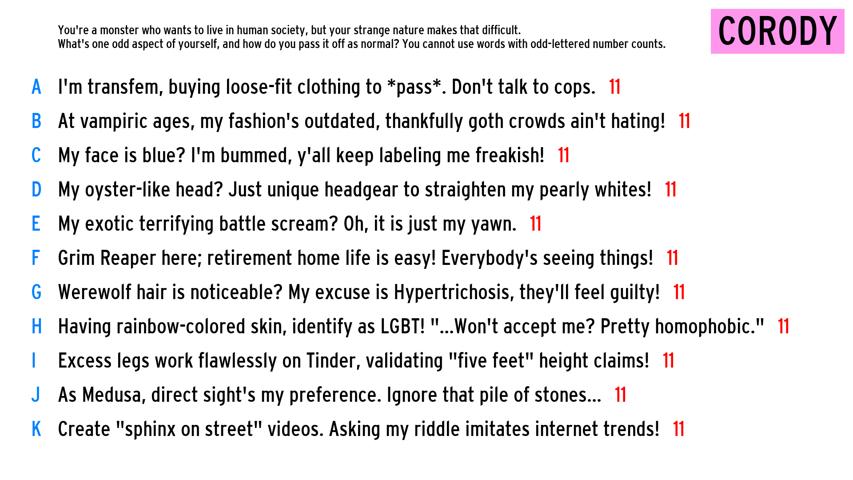 You're a monster who wants to live in human society, but your strange nature makes that difficult.
What's one odd aspect of yourself, and how do you pass it off as normal? You cannot use words with odd-lettered number counts.
CORODY
A I'm transfem, buying loose-fit clothing to *pass*. Don't talk to cops. 11
B At vampiric ages, my fashion's outdated, thankfully goth crowds ain't hating! 11
C My face is blue? I'm bummed, y'all keep labeling me freakish! 11
D My oyster-like head? Just unique headgear to straighten my pearly whites! 11
E My exotic terrifying battle scream? Oh, it is just my yawn. 11
F Grim Reaper here; retirement home life is easy! Everybody's seeing things! 11
G Werewolf hair is noticeable? My excuse is Hypertrichosis, they'll feel guilty! 11
H Having rainbow-colored skin, identify as LGBT! "...Won't accept me? Pretty homophobic." 11
I Excess legs work flawlessly on Tinder, validating "five feet" height claims! 11
J As Medusa, direct sight's my preference. Ignore that pile of stones... 11
K Create "sphinx on street" videos. Asking my riddle imitates internet trends! 11